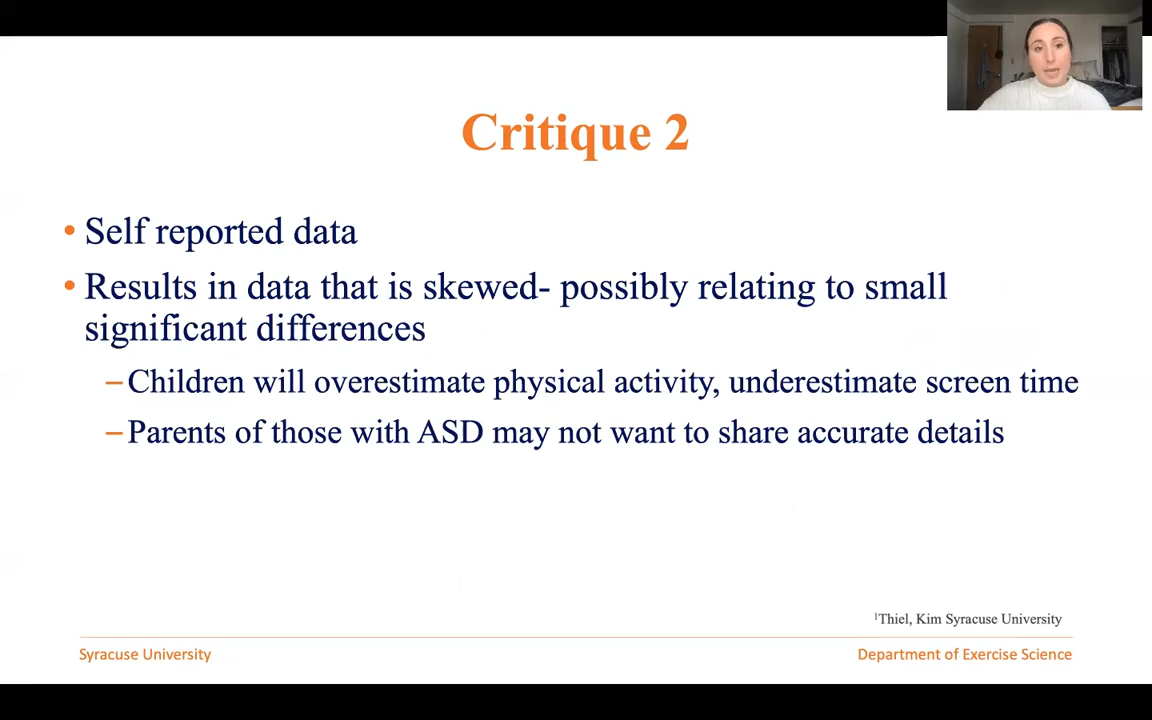 Critique 2
• Self reported data
• Results in data that is skewed- possibly relating to small
significant differences
–Children will overestimate physical activity, underestimate screen time
–Parents of those with ASD may not want to share accurate details
¹Thiel, Kim Syracuse University
Syracuse University
Department of Exercise Science